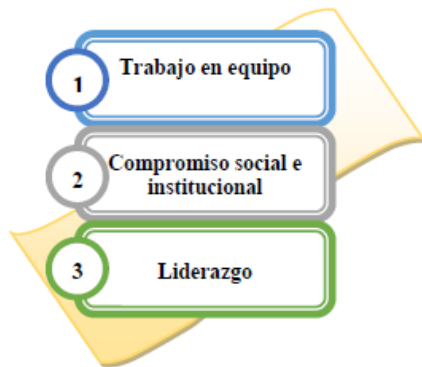 1
Trabajo en equipo
2
Compromiso social e
institucional
3
Liderazgo